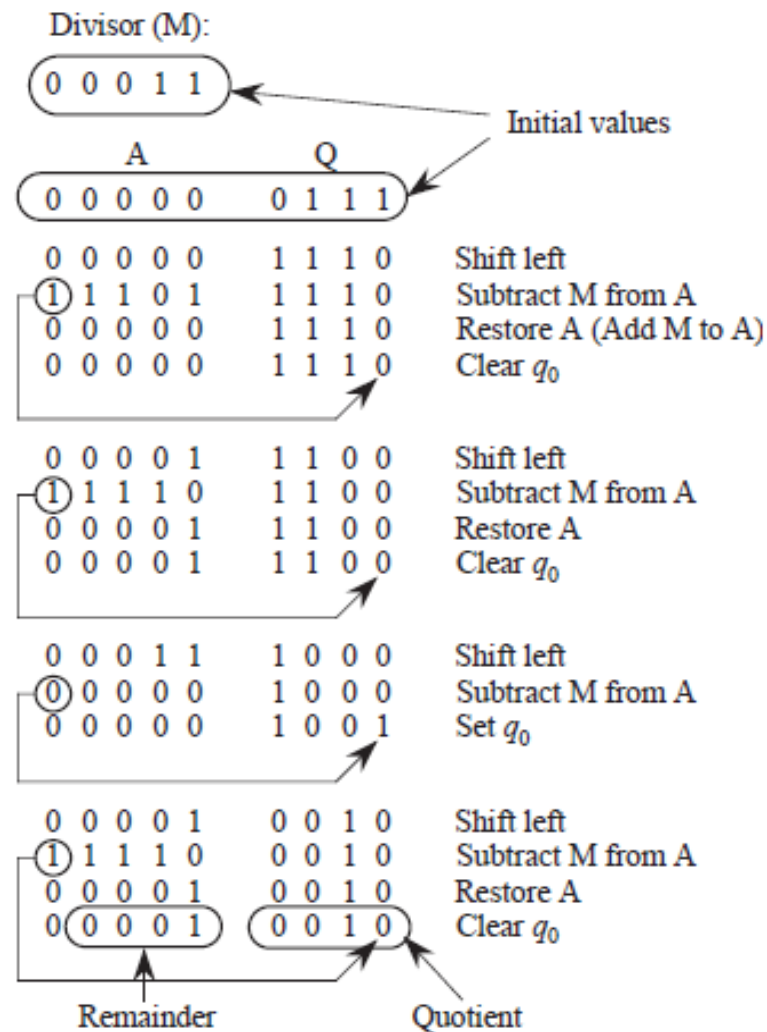 Divisor (M):
0 0 0 1 1
Initial values
A Q
0 0 0 0 0 0 1 1 1
0 0 0 0 0 1 1 1 0 Shift left
1 1 1 0 1 1 1 1 0 Subtract M from A
0 0 0 0 0 1 1 1 0 Restore A (Add M to A)
0 0 0 0 0 1 1 1 0 Clear q₀
0 0 0 0 1 1 1 0 0 Shift left
1 1 1 1 0 1 1 0 0 Subtract M from A
0 0 0 0 1 1 1 0 0 Restore A
0 0 0 0 1 1 1 0 0 Clear q₀
0 0 0 1 1 1 0 0 0 Shift left
0 0 0 0 0 1 0 0 0 Subtract M from A
0 0 0 0 0 1 0 0 1 Set q₀
0 0 0 0 1 0 0 1 0 Shift left
1 1 1 1 0 0 0 1 0 Subtract M from A
0 0 0 0 1 0 0 1 0 Restore A
0 0 0 0 1 0 0 1 0 Clear q₀
Remainder Quotient